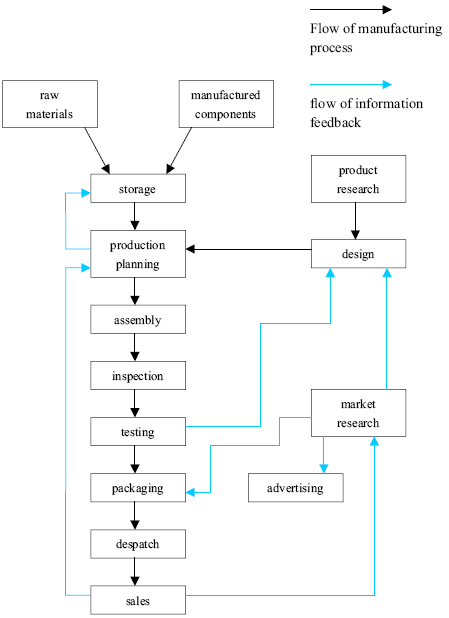 Flow of manufacturing
process
flow of information
feedback
raw
materials
manufactured
components
storage
product
research
production
planning
design
assembly
inspection
market
research
testing
packaging
advertising
despatch
sales